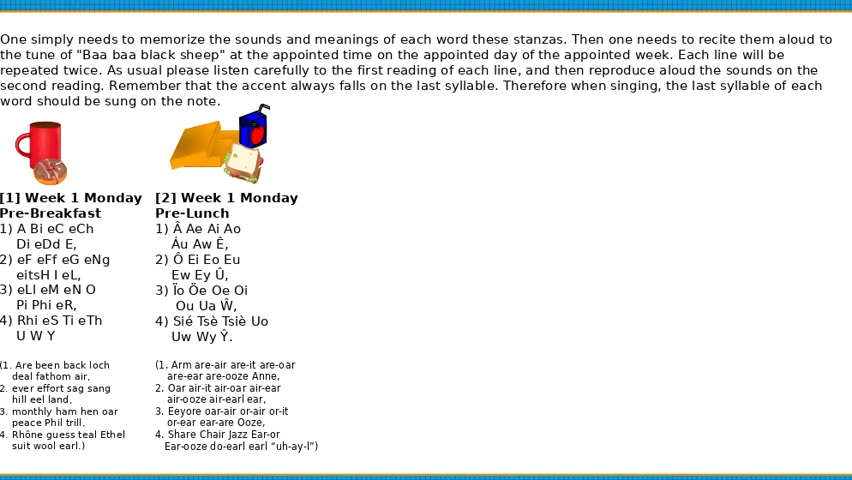 One simply needs to memorize the sounds and meanings of each word these stanzas. Then one needs to recite them aloud to
the tune of "Baa baa black sheep" at the appointed time on the appointed day of the appointed week. Each line will be
repeated twice. As usual please listen carefully to the first reading of each line, and then reproduce aloud the sounds on the
second reading. Remember that the accent always falls on the last syllable. Therefore when singing, the last syllable of each
word should be sung on the note.
[1] Week 1 Monday
Pre-Breakfast
1) A Bi eC eCh
Di eDd E,
2) eF eFf eG eNg
eitsH I eL,
3) eLl eM eN O
Pi Phi eR,
4) Rhi eS Ti eTh
U W Y
(1. Are been back loch
deal fathom air,
2. ever effort sag sang
hill eel land,
3. monthly ham hen oar
peace Phil trill,
4. Rhône guess teal Ethel
suit wool earl.)
[2] Week 1 Monday
Pre-Lunch
1) Â Ae Ai Ao
Áu Aw Ê,
2) Ô Ei Eo Eu
Ew Ey Û,
3) Ïo Öe Oe Oi
Ou Ua Ŵ,
4) Sié Tsè Tsiè Uo
Uw Wy Ŷ.
(1. Arm are-air are-it are-oar
are-ear are-ooze Anne,
2. Oar air-it air-oar air-ear
air-ooze air-earl ear,
3. Eeyore oar-air or-air or-it
or-ear ear-are Ooze,
4. Share Chair Jazz Ear-or
Ear-ooze do-earl earl “uh-ay-l”)